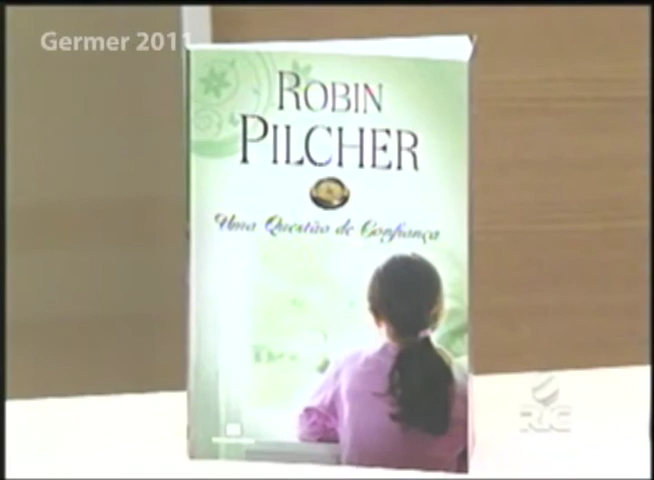 Germer 2011
ROBIN
PILCHER
Uma Questão de Confiança
RIC